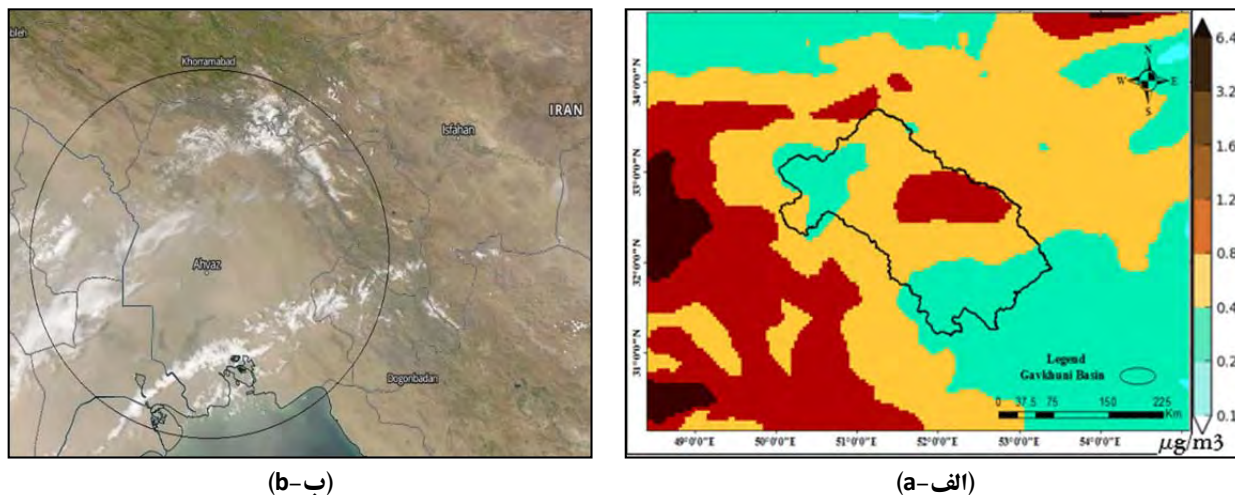 bleh
Khorramabad
IRAN
Isfahan
Ahvaz
Dogonbadan
(ب-b)
34°0'0"N
33°0'0"N
32°0'0"N
31°0'0"N
N
W E
S
Legend
Gavkhuni Basin
0 37.5 75 150 225
Km
49°0'0"E 50°0'0"E 51°0'0"E 52°0'0"E 53°0'0"E 54°0'0"E
6.4
3.2
1.6
1.2
0.8
0.4
0.2
0.1
μg/m3
(الف-a)